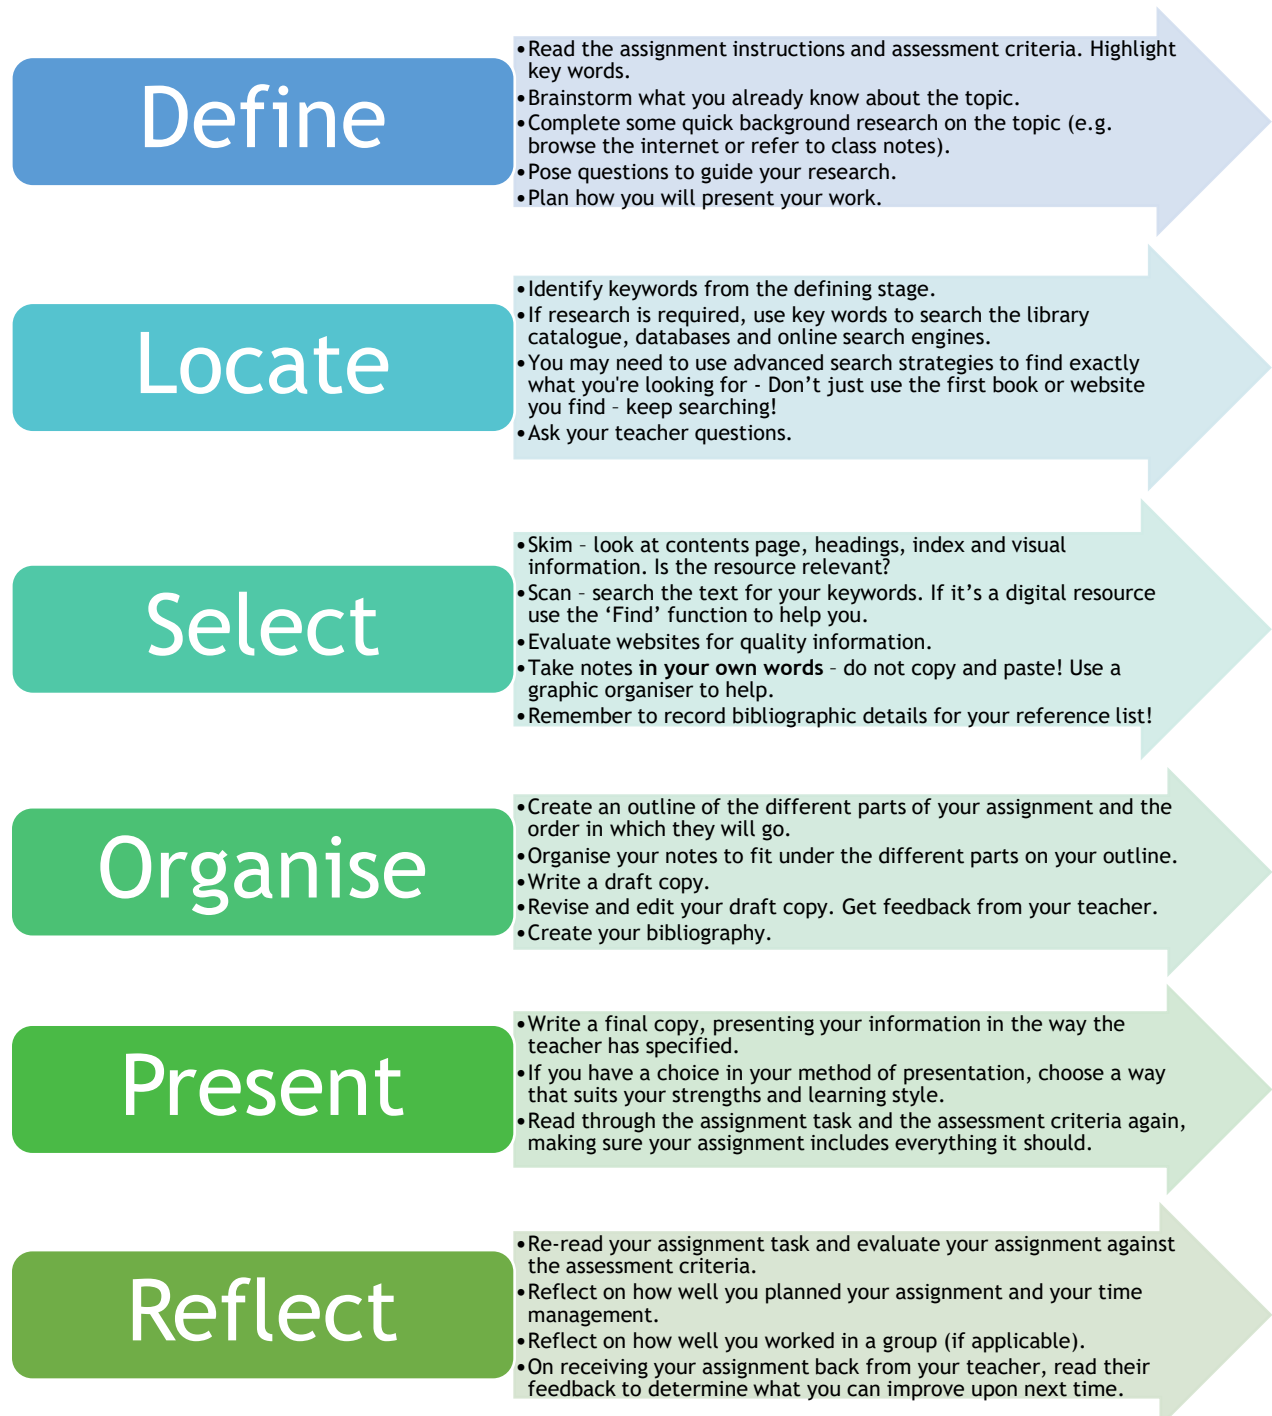 Define
•Read the assignment instructions and assessment criteria. Highlight
key words.
•Brainstorm what you already know about the topic.
•Complete some quick background research on the topic (e.g.
browse the internet or refer to class notes).
•Pose questions to guide your research.
•Plan how you will present your work.
Locate
•Identify keywords from the defining stage.
•If research is required, use key words to search the library
catalogue, databases and online search engines.
•You may need to use advanced search strategies to find exactly
what you're looking for - Don’t just use the first book or website
you find – keep searching!
•Ask your teacher questions.
Select
•Skim – look at contents page, headings, index and visual
information. Is the resource relevant?
•Scan – search the text for your keywords. If it’s a digital resource
use the ‘Find’ function to help you.
•Evaluate websites for quality information.
•Take notes in your own words – do not copy and paste! Use a
graphic organiser to help.
•Remember to record bibliographic details for your reference list!
Organise
•Create an outline of the different parts of your assignment and the
order in which they will go.
•Organise your notes to fit under the different parts on your outline.
•Write a draft copy.
•Revise and edit your draft copy. Get feedback from your teacher.
•Create your bibliography.
Present
•Write a final copy, presenting your information in the way the
teacher has specified.
•If you have a choice in your method of presentation, choose a way
that suits your strengths and learning style.
•Read through the assignment task and the assessment criteria again,
making sure your assignment includes everything it should.
Reflect
•Re-read your assignment task and evaluate your assignment against
the assessment criteria.
•Reflect on how well you planned your assignment and your time
management.
•Reflect on how well you worked in a group (if applicable).
•On receiving your assignment back from your teacher, read their
feedback to determine what you can improve upon next time.